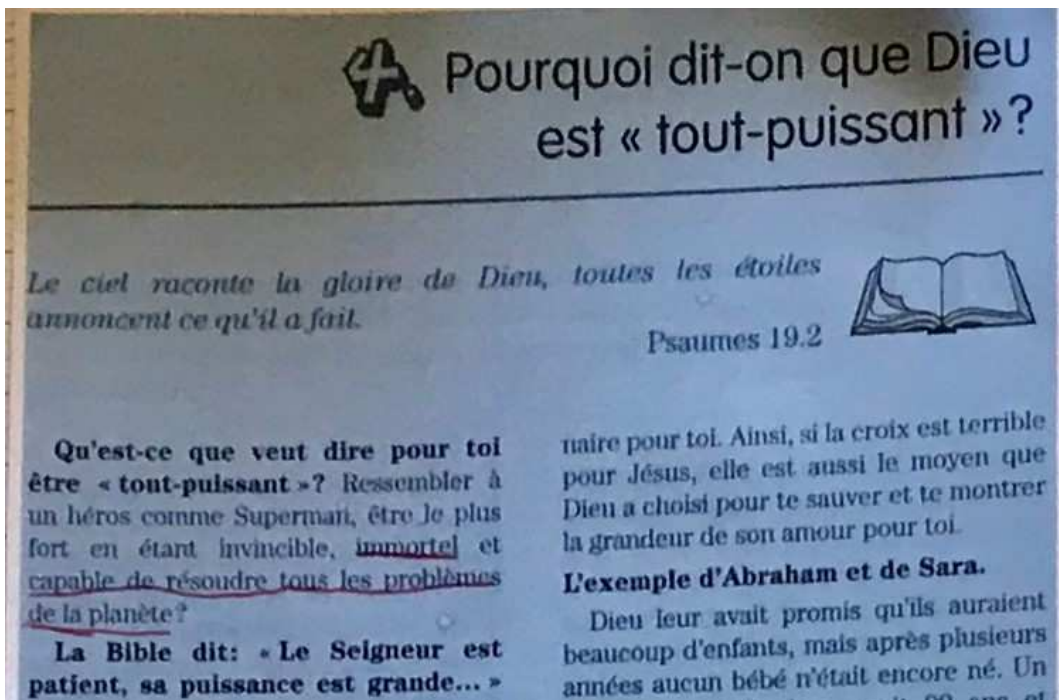 Pourquoi dit-on que Dieu
est « tout-puissant » ?
Le ciel raconte la gloire de Dieu, toutes les étoiles
annoncent ce qu'il a fait.
Psaumes 19.2
Qu'est-ce que veut dire pour toi
être « tout-puissant » ? Ressembler à
un héros comme Superman, être le plus
fort en étant invincible, immortel et
capable de résoudre tous les problèmes
de la planète ?
La Bible dit: « Le Seigneur est
patient, sa puissance est grande... »
naire pour toi. Ainsi, si la croix est terrible
pour Jésus, elle est aussi le moyen que
Dieu a choisi pour te sauver et te montrer
la grandeur de son amour pour toi.
L'exemple d'Abraham et de Sara.
Dieu leur avait promis qu'ils auraient
beaucoup d'enfants, mais après plusieurs
années aucun bébé n'était encore né. Un